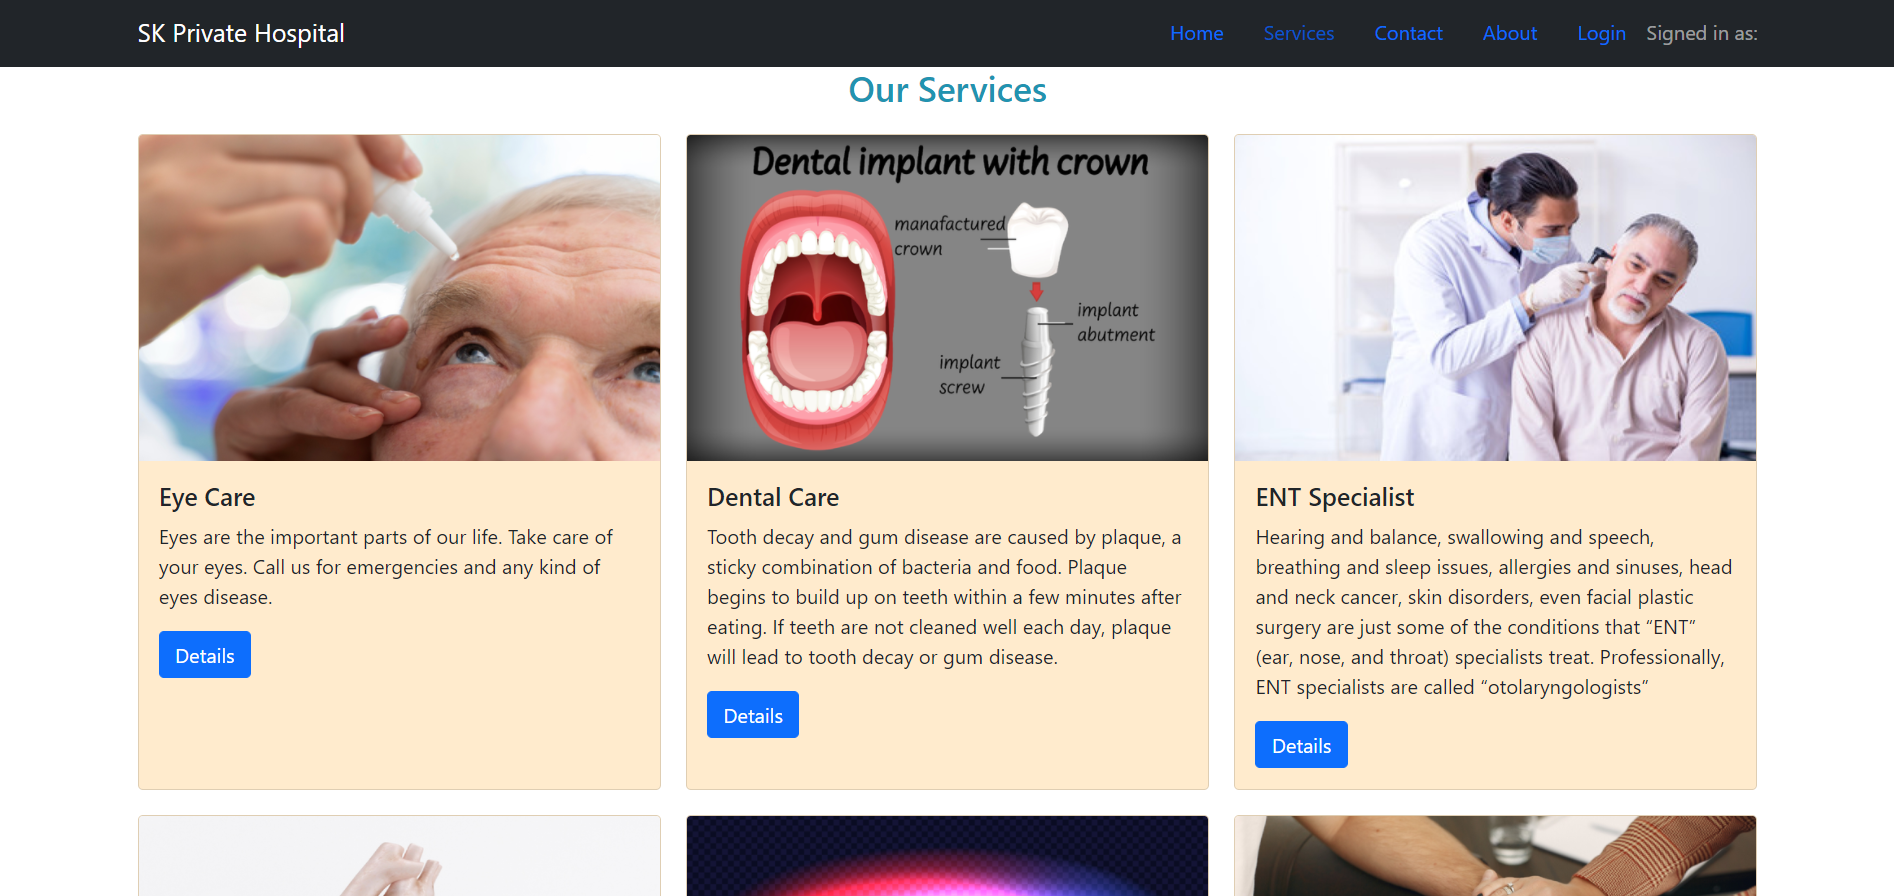 SK Private Hospital
Home Services Contact About Login Signed in as:
Our Services
Dental implant with crown
manafactured
crown
implant
abutment
implant
screw
Eye Care
Eyes are the important parts of our life. Take care of
your eyes. Call us for emergencies and any kind of
eyes disease.
Details
Dental Care
Tooth decay and gum disease are caused by plaque, a
sticky combination of bacteria and food. Plaque
begins to build up on teeth within a few minutes after
eating. If teeth are not cleaned well each day, plaque
will lead to tooth decay or gum disease.
Details
ENT Specialist
Hearing and balance, swallowing and speech,
breathing and sleep issues, allergies and sinuses, head
and neck cancer, skin disorders, even facial plastic
surgery are just some of the conditions that “ENT”
(ear, nose, and throat) specialists treat. Professionally,
ENT specialists are called “otolaryngologists”
Details